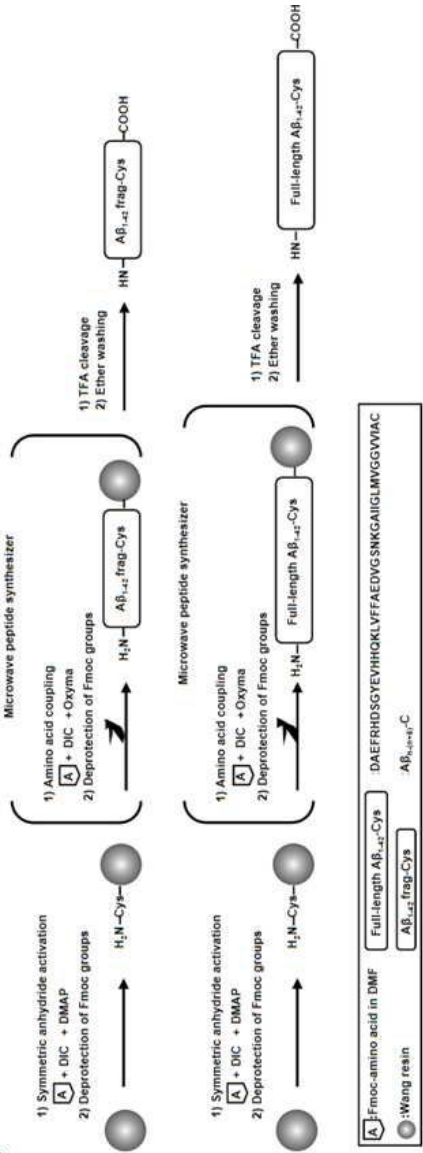 Microwave peptide synthesizer
1) Symmetric anhydride activation
A + DIC + DMAP
2) Deprotection of Fmoc groups
H₂N–Cys–
1) Amino acid coupling
A + DIC +Oxyma
2) Deprotection of Fmoc groups
H₂N– Aβ₁₋₄₂ frag-Cys
1) TFA cleavage
2) Ether washing
HN– Aβ₁₋₄₂ frag-Cys –COOH
Microwave peptide synthesizer
1) Symmetric anhydride activation
A + DIC + DMAP
2) Deprotection of Fmoc groups
H₂N–Cys–
1) Amino acid coupling
A + DIC +Oxyma
2) Deprotection of Fmoc groups
H₂N– Full-length Aβ₁₋₄₂-Cys
1) TFA cleavage
2) Ether washing
HN– Full-length Aβ₁₋₄₂-Cys –COOH
A :Fmoc-amino acid in DMF Full-length Aβ₁₋₄₂-Cys :DAEFRHDSGYEVHHQKLVFFAEDVGSNKGAIIGLMVGGVVIAC
:Wang resin Aβ₁₋₄₂ frag-Cys :Aβₙ₋₍ₙ₊₈₎-C